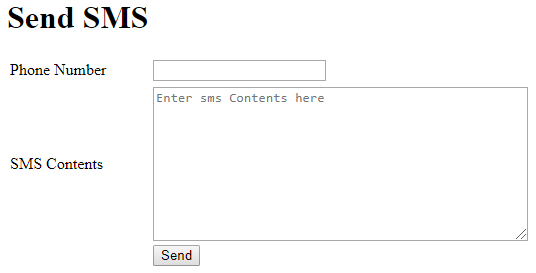 Send SMS
Phone Number
Enter sms Contents here
SMS Contents
Send